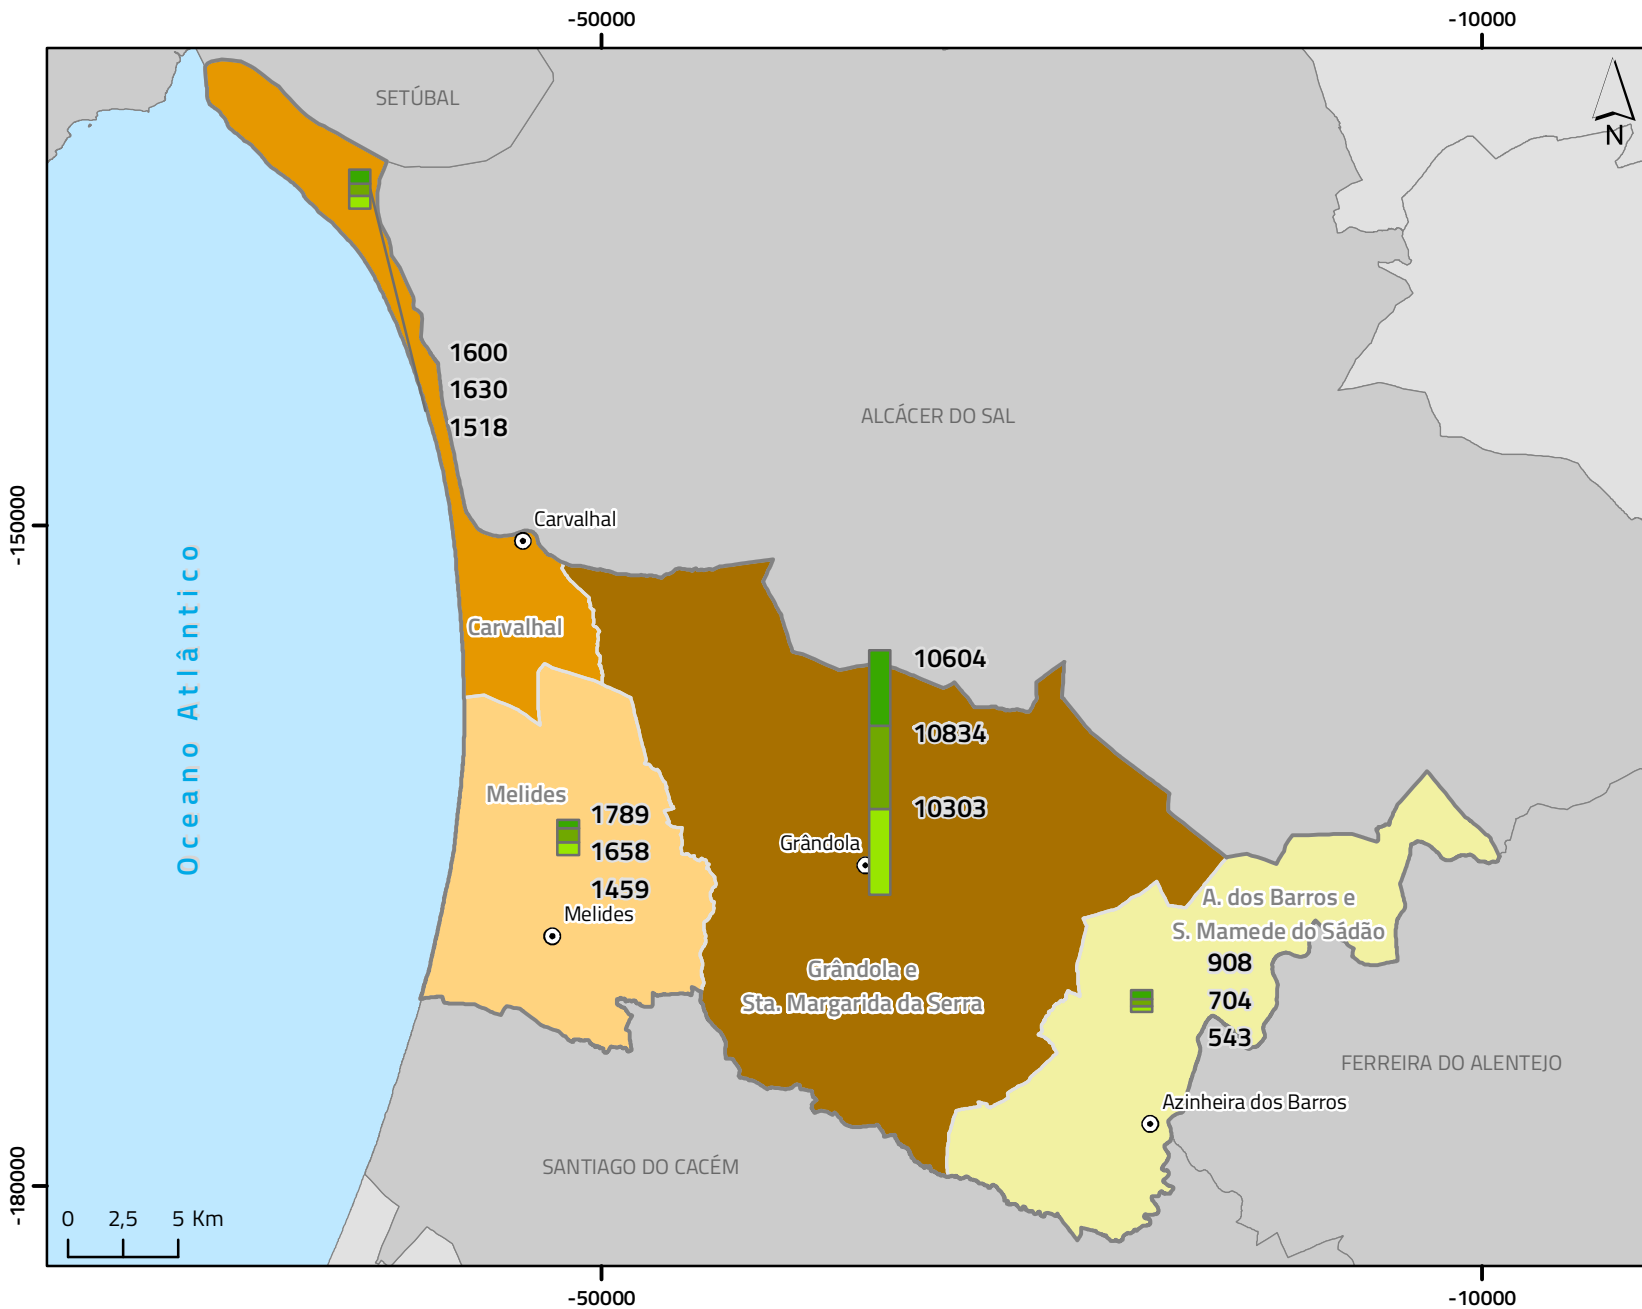 -50000
-10000
SETÚBAL
N
1600
1630
1518
ALCÁCER DO SAL
-150000
Carvalhal
Oceano Atlântico
Carvalhal
10604
10834
10303
Melides
1789
1658
1459
Grândola
Melides
A. dos Barros e
S. Mamede do Sádão
908
704
543
Grândola e
Sta. Margarida da Serra
FERREIRA DO ALENTEJO
Azinheira dos Barros
SANTIAGO DO CACÉM
-180000
0 2,5 5 Km
-50000
-10000